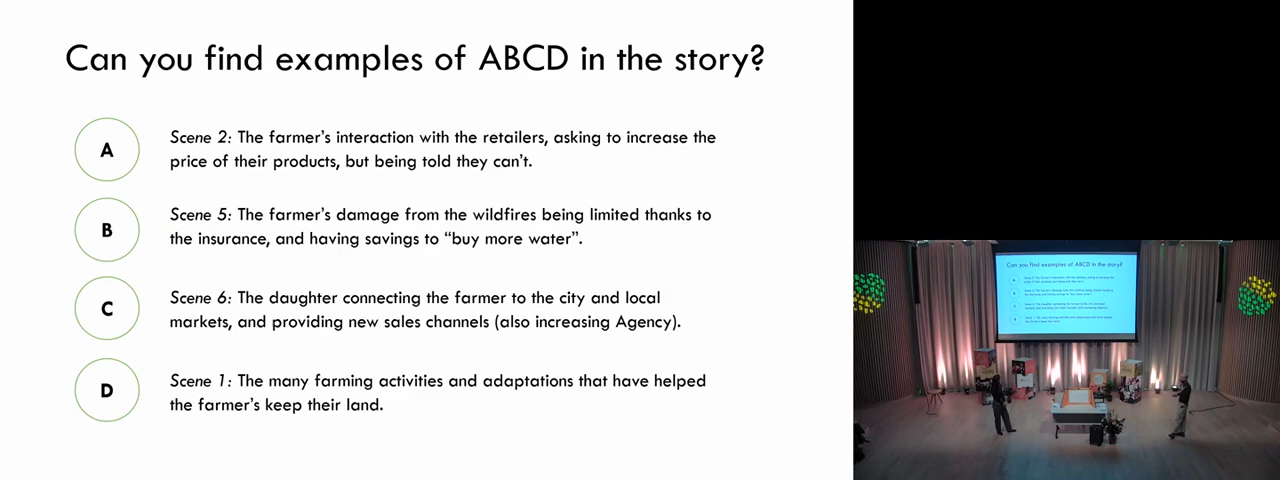 Can you find examples of ABCD in the story?
A
Scene 2: The farmer's interaction with the retailers, asking to increase the
price of their products, but being told they can't.
B
Scene 5: The farmer's damage from the wildfires being limited thanks to
the insurance, and having savings to “buy more water”.
C
Scene 6: The daughter connecting the farmer to the city and local
markets, and providing new sales channels (also increasing Agency).
D
Scene 1: The many farming activities and adaptations that have helped
the farmer's keep their land.
Can you find examples of ABCD in the story?